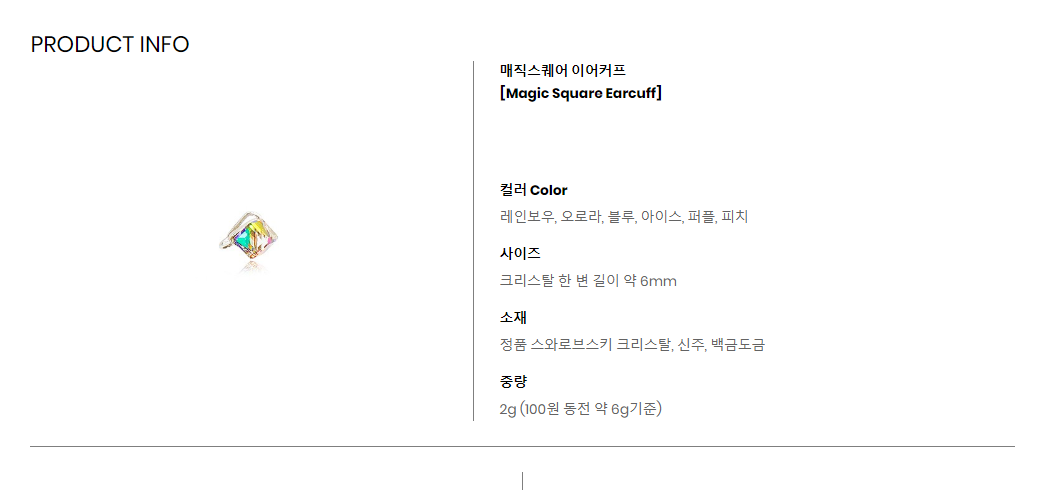 PRODUCT INFO
매직스퀘어 이어커프
[Magic Square Earcuff]
컬러 Color
레인보우, 오로라, 블루, 아이스, 퍼플, 피치
사이즈
크리스탈 한 변 길이 약 6mm
소재
정품 스와로브스키 크리스탈, 신주, 백금도금
중량
2g (100원 동전 약 6g기준)